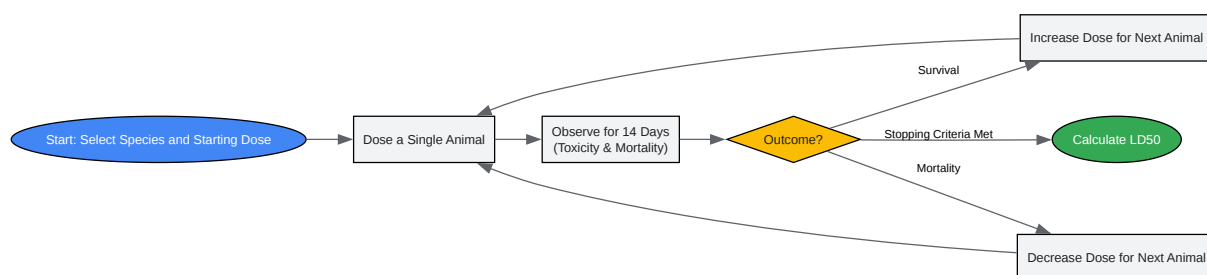 Start: Select Species and Starting Dose
Dose a Single Animal
Observe for 14 Days
(Toxicity & Mortality)
Outcome?
Survival
Increase Dose for Next Animal
Stopping Criteria Met
Calculate LD50
Mortality
Decrease Dose for Next Animal